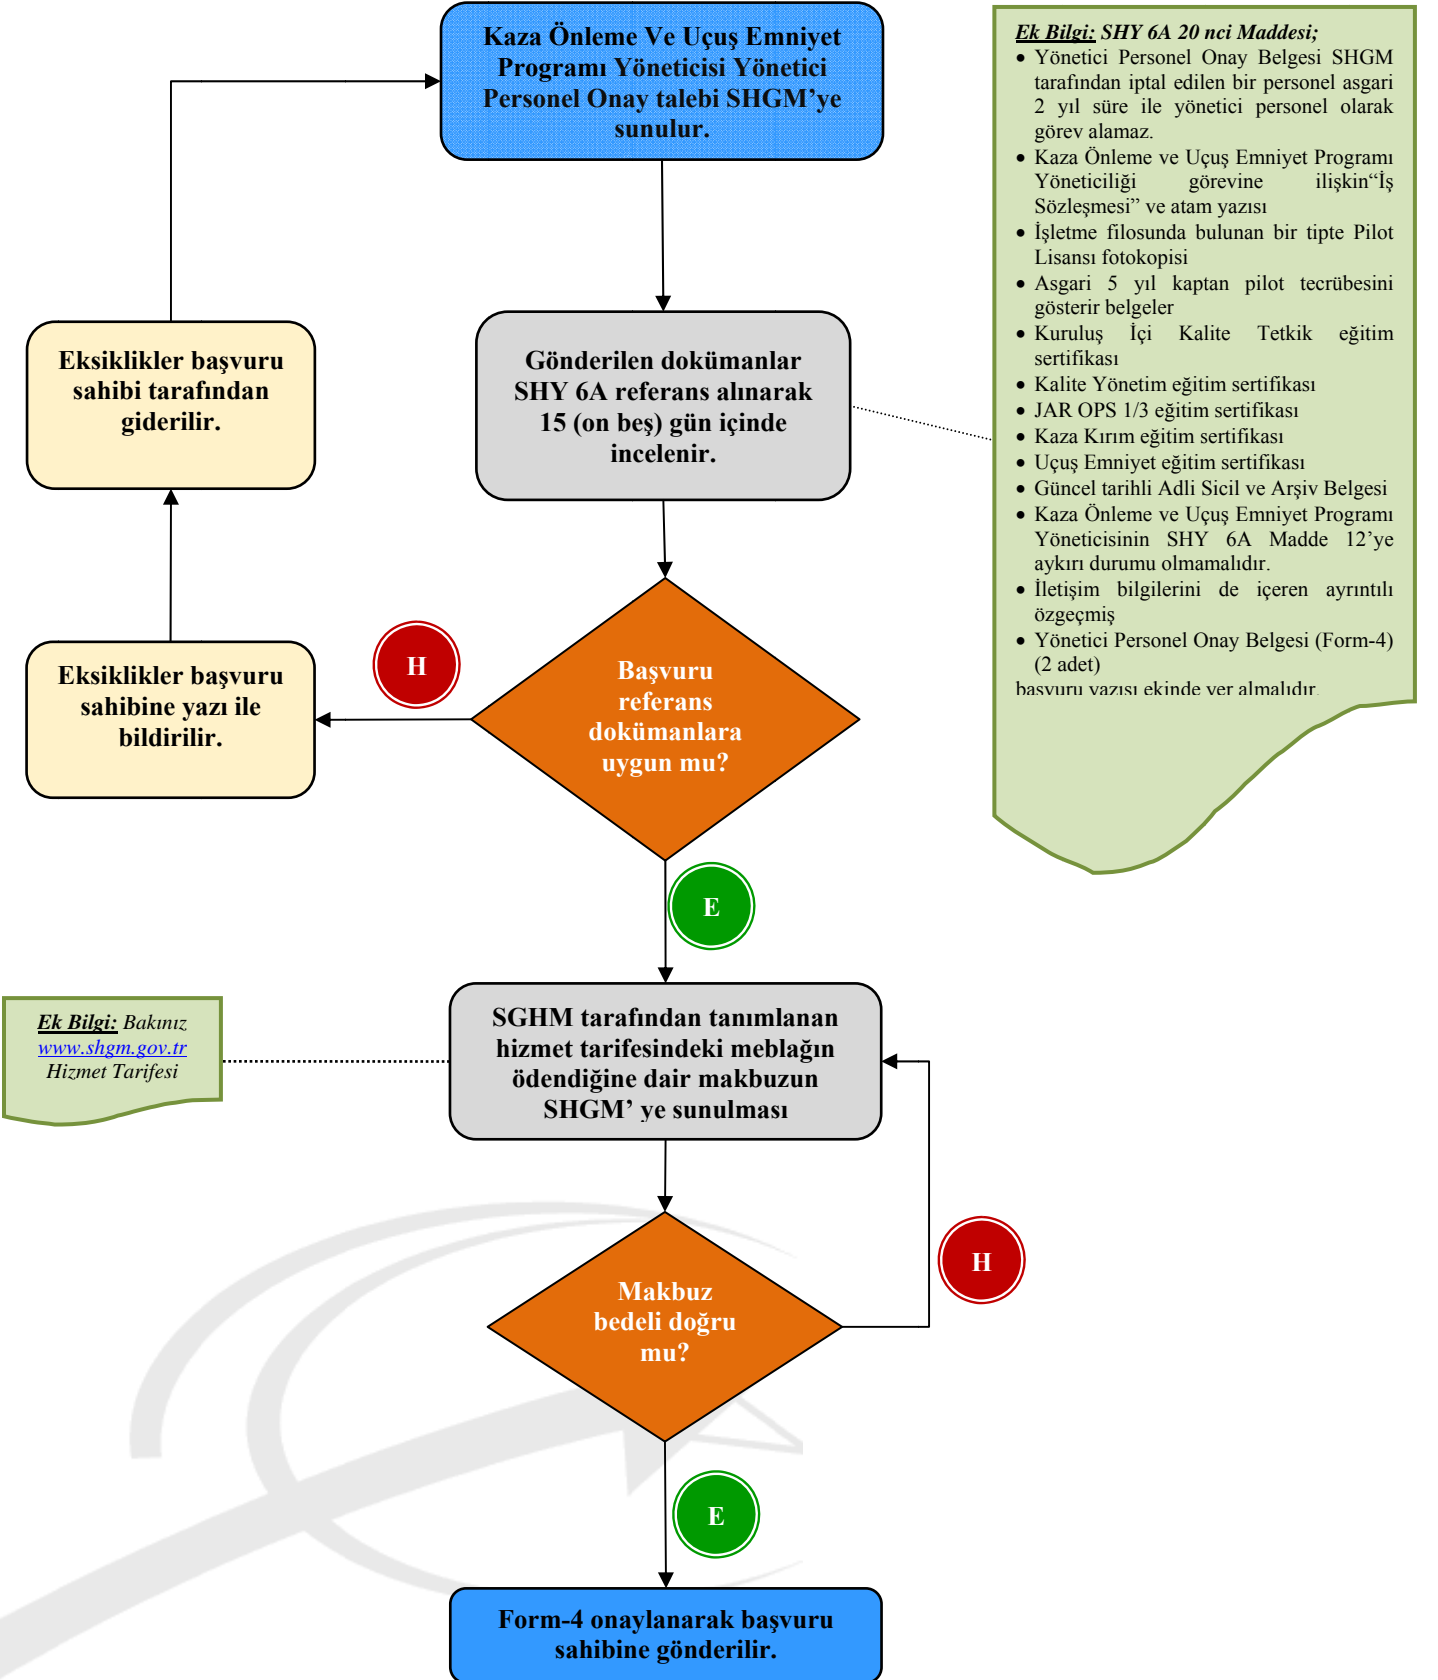 Kaza Önleme Ve Uçuş Emniyet
Programı Yöneticisi Yönetici
Personel Onay talebi SHGM’ye
sunulur.
Ek Bilgi: SHY 6A 20 nci Maddesi;
• Yönetici Personel Onay Belgesi SHGM
tarafından iptal edilen bir personel asgari
2 yıl süre ile yönetici personel olarak
görev alamaz.
• Kaza Önleme ve Uçuş Emniyet Programı
Yöneticiliği görevine ilişkin“İş
Sözleşmesi” ve atam yazısı
• İşletme filosunda bulunan bir tipte Pilot
Lisansı fotokopisi
• Asgari 5 yıl kaptan pilot tecrübesini
gösterir belgeler
• Kuruluş İçi Kalite Tetkik eğitim
sertifikası
• Kalite Yönetim eğitim sertifikası
• JAR OPS 1/3 eğitim sertifikası
• Kaza Kırım eğitim sertifikası
• Uçuş Emniyet eğitim sertifikası
• Güncel tarihli Adli Sicil ve Arşiv Belgesi
• Kaza Önleme ve Uçuş Emniyet Programı
Yöneticisinin SHY 6A Madde 12’ye
aykırı durumu olmamalıdır.
• İletişim bilgilerini de içeren ayrıntılı
özgeçmiş
• Yönetici Personel Onay Belgesi (Form-4)
(2 adet)
başvuru yazısı ekinde yer almalıdır.
Eksiklikler başvuru
sahibi tarafından
giderilir.
Gönderilen dokümanlar
SHY 6A referans alınarak
15 (on beş) gün içinde
incelenir.
Eksiklikler başvuru
sahibine yazı ile
bildirilir.
H
Başvuru
referans
dokümanlara
uygun mu?
E
Ek Bilgi: Bakınız
www.shgm.gov.tr
Hizmet Tarifesi
SGHM tarafından tanımlanan
hizmet tarifesindeki meblağın
ödendiğine dair makbuzun
SHGM’ ye sunulması
H
Makbuz
bedeli doğru
mu?
E
Form-4 onaylanarak başvuru
sahibine gönderilir.